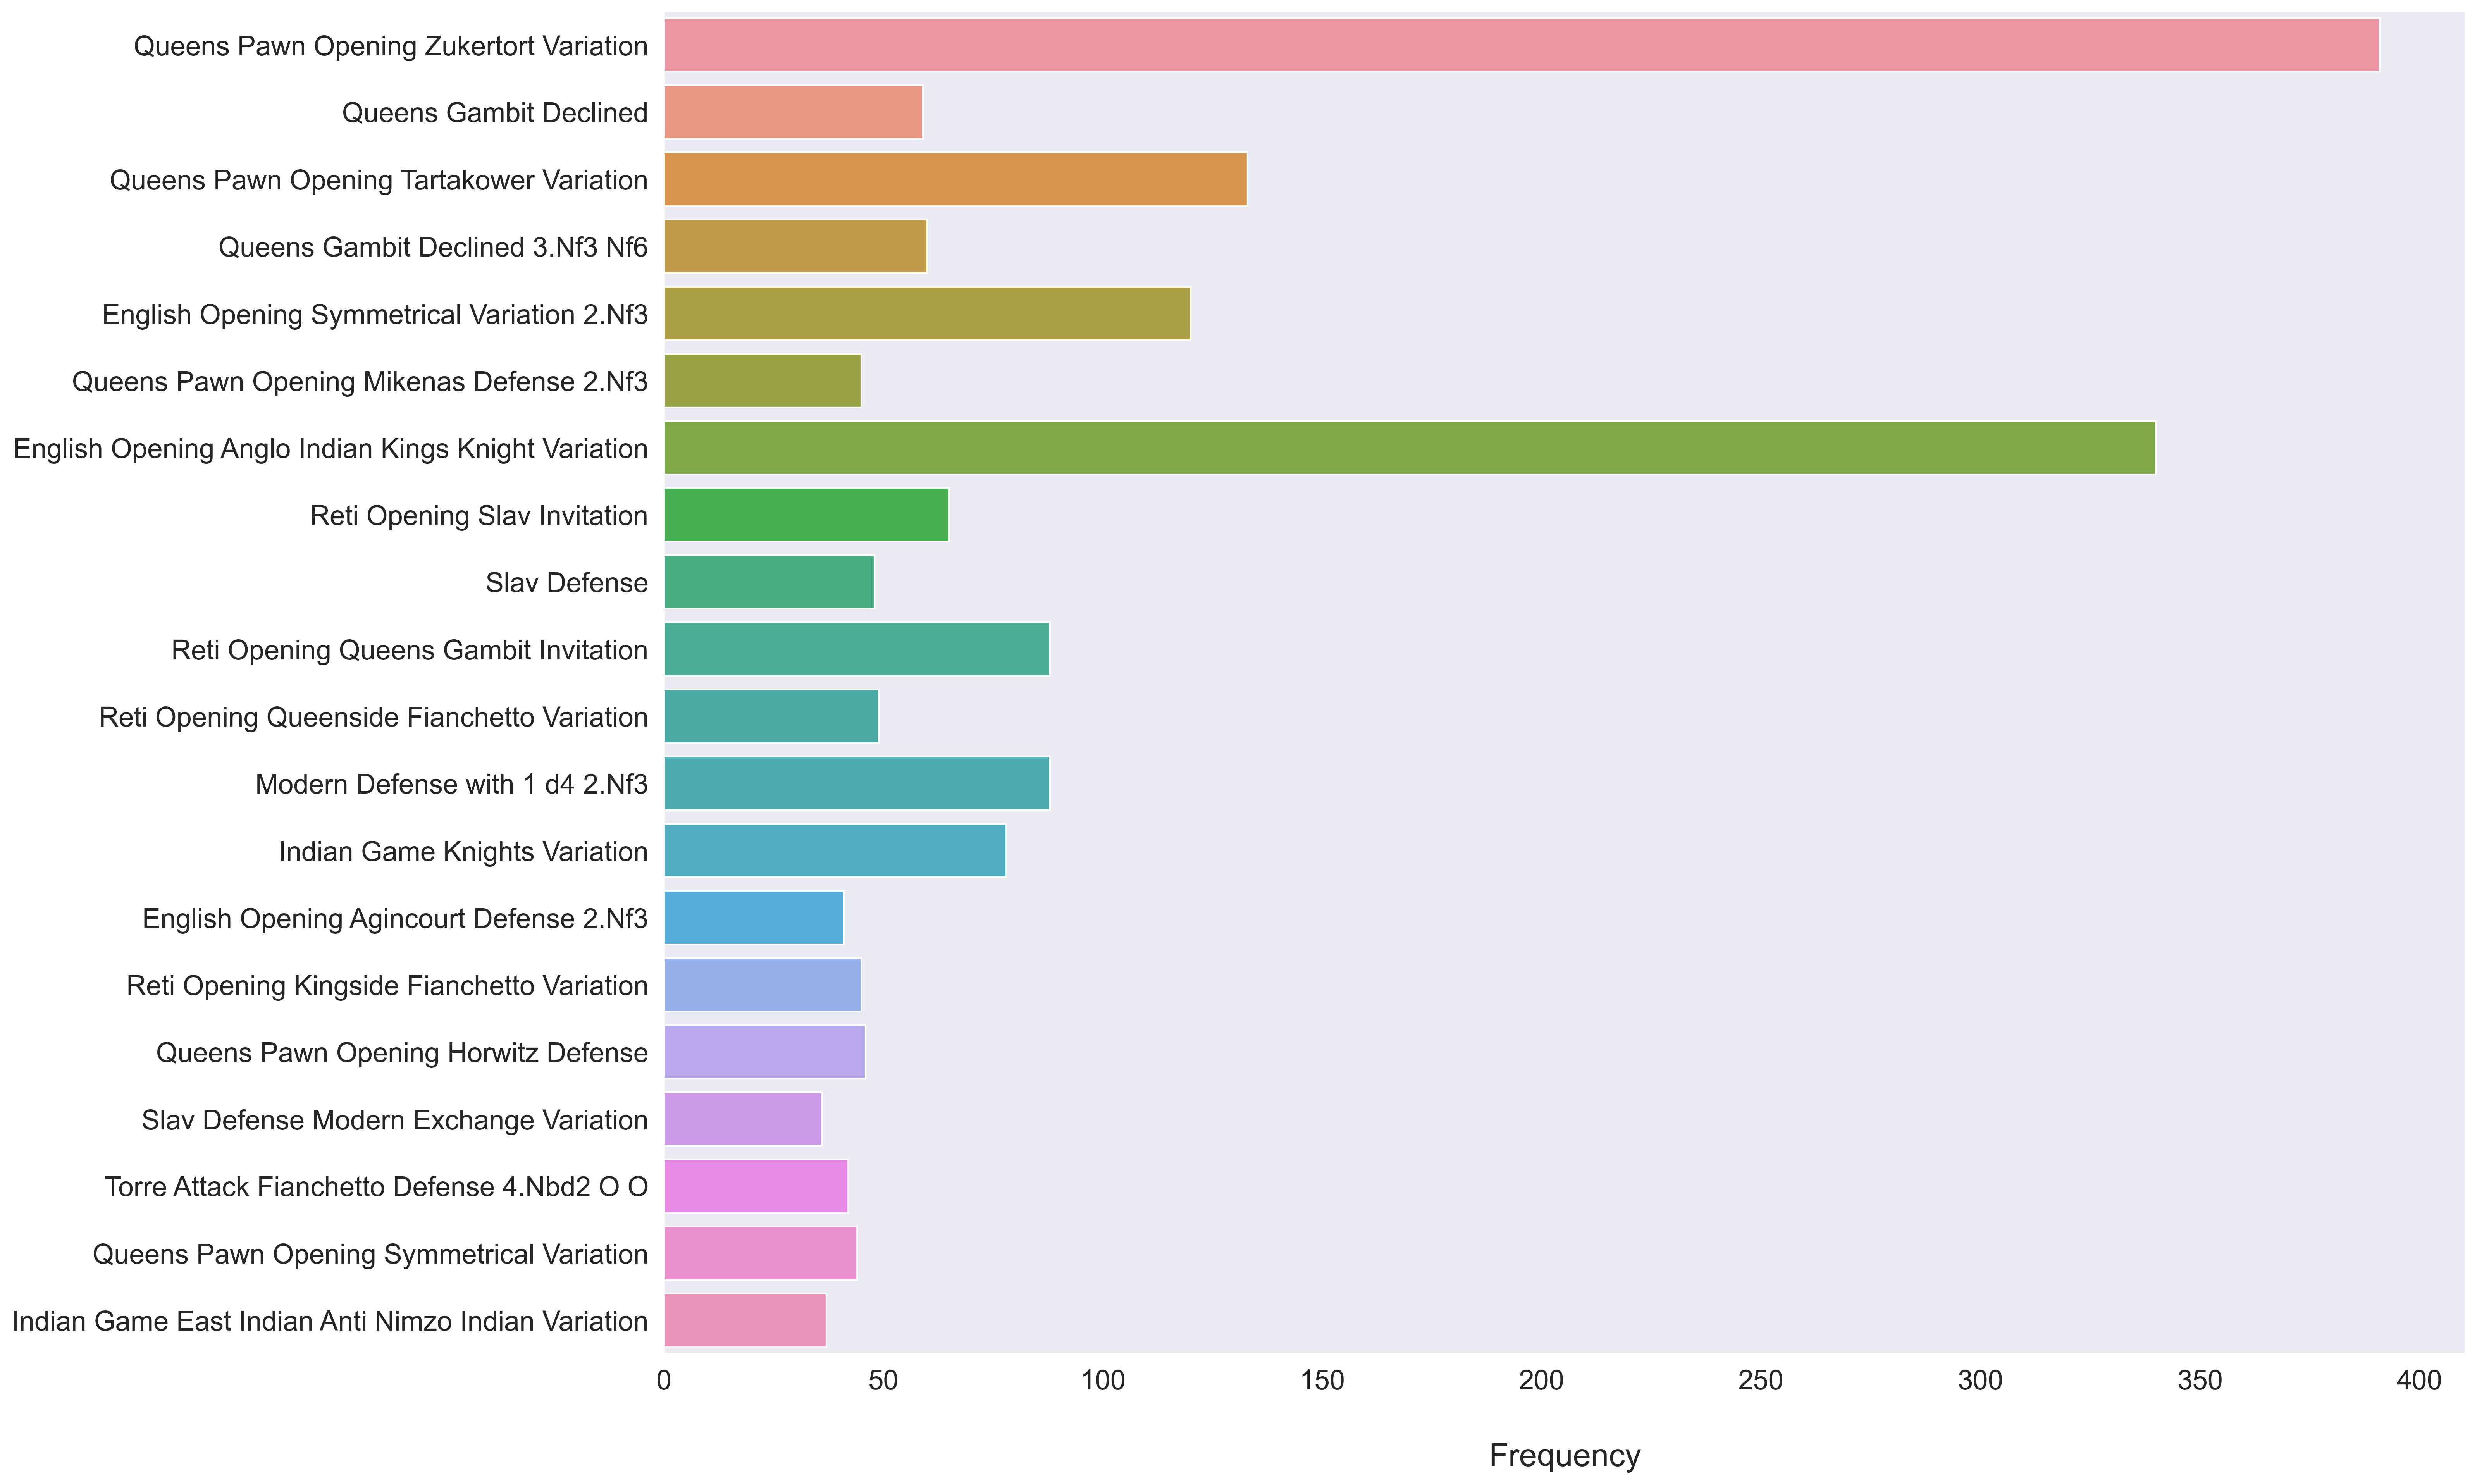 Queens Pawn Opening Zukertort Variation
Queens Gambit Declined
Queens Pawn Opening Tartakower Variation
Queens Gambit Declined 3.Nf3 Nf6
English Opening Symmetrical Variation 2.Nf3
Queens Pawn Opening Mikenas Defense 2.Nf3
English Opening Anglo Indian Kings Knight Variation
Reti Opening Slav Invitation
Slav Defense
Reti Opening Queens Gambit Invitation
Reti Opening Queenside Fianchetto Variation
Modern Defense with 1 d4 2.Nf3
Indian Game Knights Variation
English Opening Agincourt Defense 2.Nf3
Reti Opening Kingside Fianchetto Variation
Queens Pawn Opening Horwitz Defense
Slav Defense Modern Exchange Variation
Torre Attack Fianchetto Defense 4.Nbd2 O O
Queens Pawn Opening Symmetrical Variation
Indian Game East Indian Anti Nimzo Indian Variation
0 50 100 150 200 250 300 350 400
Frequency